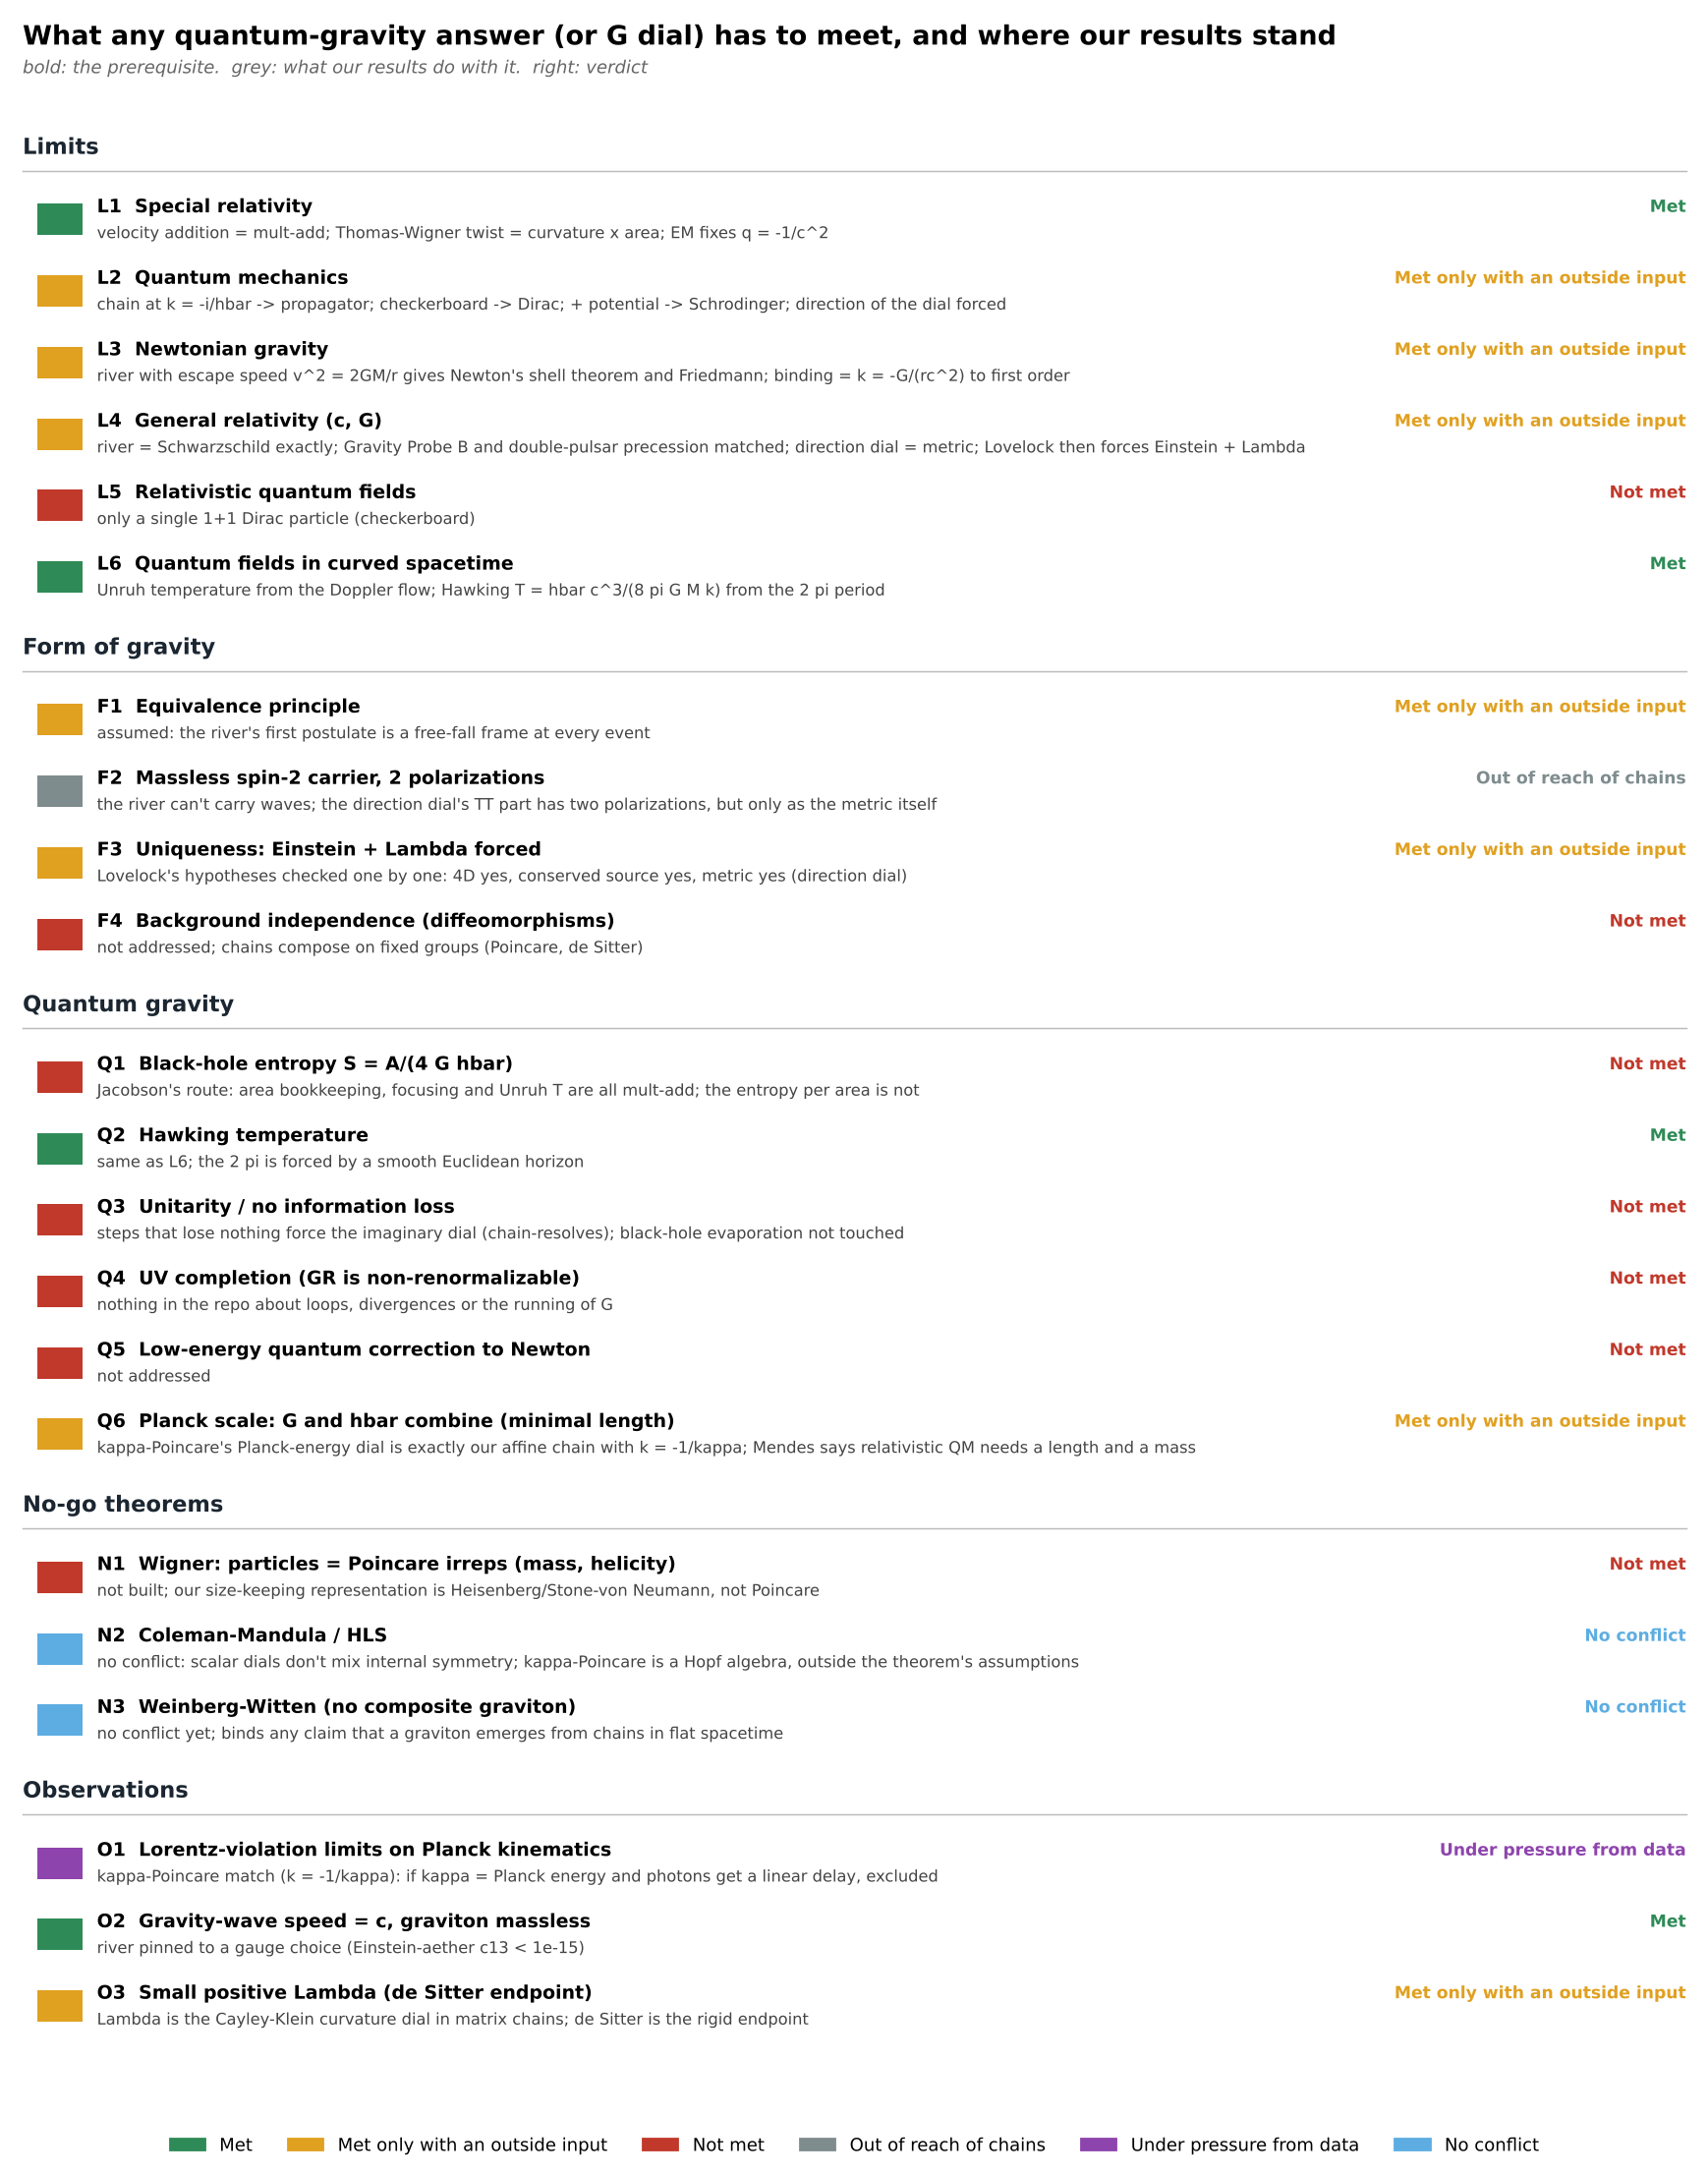 What any quantum-gravity answer (or G dial) has to meet, and where our results stand
bold: the prerequisite.  grey: what our results do with it.  right: verdict
Limits
L1  Special relativity
Met
velocity addition = mult-add; Thomas-Wigner twist = curvature x area; EM fixes q = -1/c^2
L2  Quantum mechanics
Met only with an outside input
chain at k = -i/hbar -> propagator; checkerboard -> Dirac; + potential -> Schrodinger; direction of the dial forced
L3  Newtonian gravity
Met only with an outside input
river with escape speed v^2 = 2GM/r gives Newton's shell theorem and Friedmann; binding = k = -G/(rc^2) to first order
L4  General relativity (c, G)
Met only with an outside input
river = Schwarzschild exactly; Gravity Probe B and double-pulsar precession matched; direction dial = metric; Lovelock then forces Einstein + Lambda
L5  Relativistic quantum fields
Not met
only a single 1+1 Dirac particle (checkerboard)
L6  Quantum fields in curved spacetime
Met
Unruh temperature from the Doppler flow; Hawking T = hbar c^3/(8 pi G M k) from the 2 pi period
Form of gravity
F1  Equivalence principle
Met only with an outside input
assumed: the river's first postulate is a free-fall frame at every event
F2  Massless spin-2 carrier, 2 polarizations
Out of reach of chains
the river can't carry waves; the direction dial's TT part has two polarizations, but only as the metric itself
F3  Uniqueness: Einstein + Lambda forced
Met only with an outside input
Lovelock's hypotheses checked one by one: 4D yes, conserved source yes, metric yes (direction dial)
F4  Background independence (diffeomorphisms)
Not met
not addressed; chains compose on fixed groups (Poincare, de Sitter)
Quantum gravity
Q1  Black-hole entropy S = A/(4 G hbar)
Not met
Jacobson's route: area bookkeeping, focusing and Unruh T are all mult-add; the entropy per area is not
Q2  Hawking temperature
Met
same as L6; the 2 pi is forced by a smooth Euclidean horizon
Q3  Unitarity / no information loss
Not met
steps that lose nothing force the imaginary dial (chain-resolves); black-hole evaporation not touched
Q4  UV completion (GR is non-renormalizable)
Not met
nothing in the repo about loops, divergences or the running of G
Q5  Low-energy quantum correction to Newton
Not met
not addressed
Q6  Planck scale: G and hbar combine (minimal length)
Met only with an outside input
kappa-Poincare's Planck-energy dial is exactly our affine chain with k = -1/kappa; Mendes says relativistic QM needs a length and a mass
No-go theorems
N1  Wigner: particles = Poincare irreps (mass, helicity)
Not met
not built; our size-keeping representation is Heisenberg/Stone-von Neumann, not Poincare
N2  Coleman-Mandula / HLS
No conflict
no conflict: scalar dials don't mix internal symmetry; kappa-Poincare is a Hopf algebra, outside the theorem's assumptions
N3  Weinberg-Witten (no composite graviton)
No conflict
no conflict yet; binds any claim that a graviton emerges from chains in flat spacetime
Observations
O1  Lorentz-violation limits on Planck kinematics
Under pressure from data
kappa-Poincare match (k = -1/kappa): if kappa = Planck energy and photons get a linear delay, excluded
O2  Gravity-wave speed = c, graviton massless
Met
river pinned to a gauge choice (Einstein-aether c13 < 1e-15)
O3  Small positive Lambda (de Sitter endpoint)
Met only with an outside input
Lambda is the Cayley-Klein curvature dial in matrix chains; de Sitter is the rigid endpoint
Met  Met only with an outside input  Not met  Out of reach of chains  Under pressure from data  No conflict